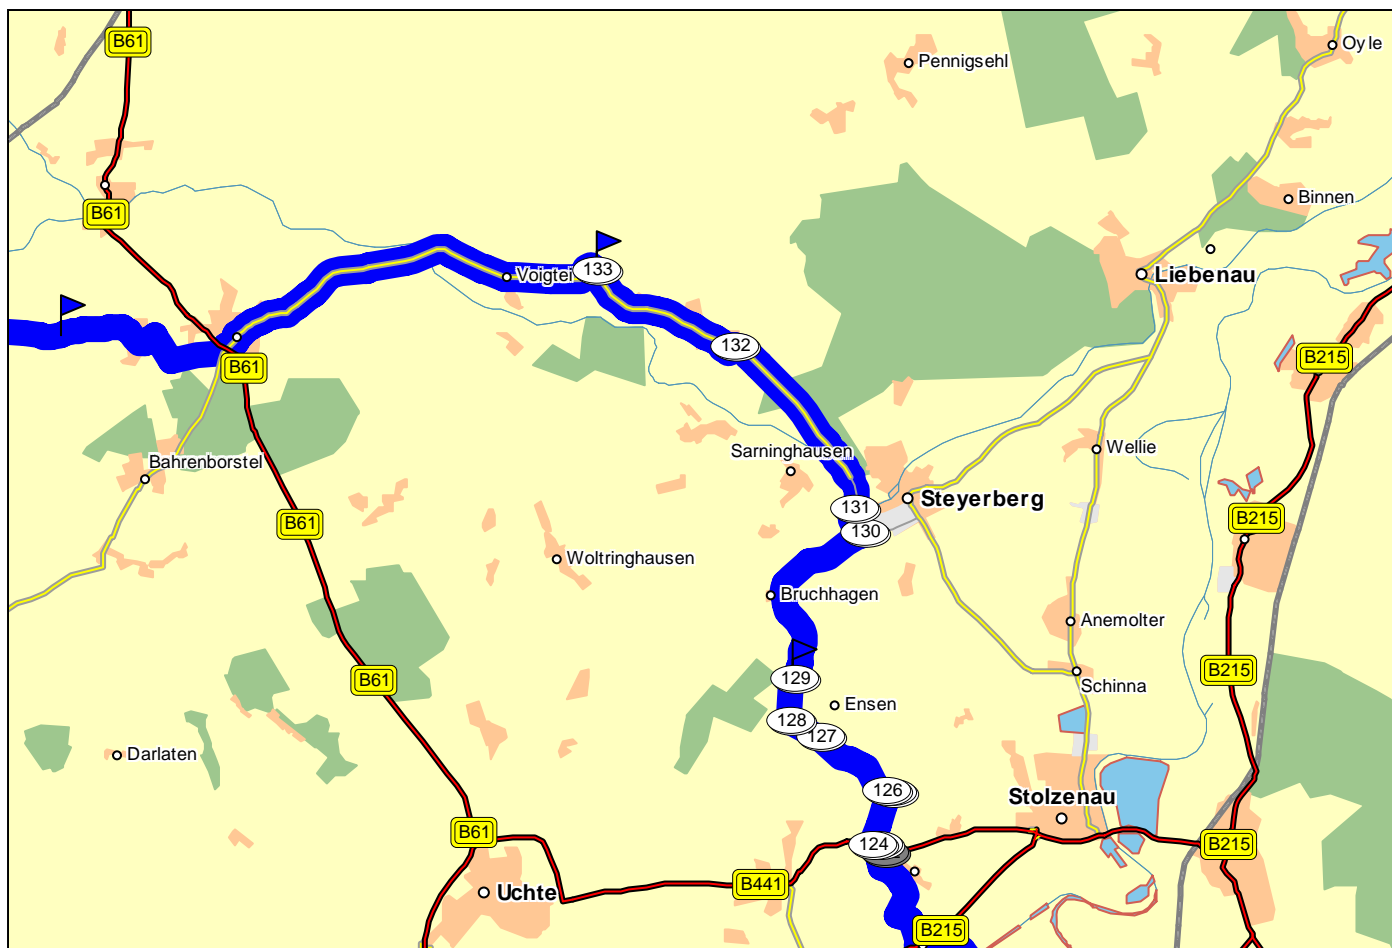 B61
Oyle
Pennigsehl
Binnen
B61
Liebenau
Voigtei
133
132
B215
B61
Wellie
Sarninghausen
Bahrenborstel
Steyerberg
131
B215
B61
130
Woltringhausen
Bruchhagen
Anemolter
B215
B61
129
Schinna
Ensen
128
127
Darlaten
126
Stolzenau
B61
124
B215
B441
Uchte
B215